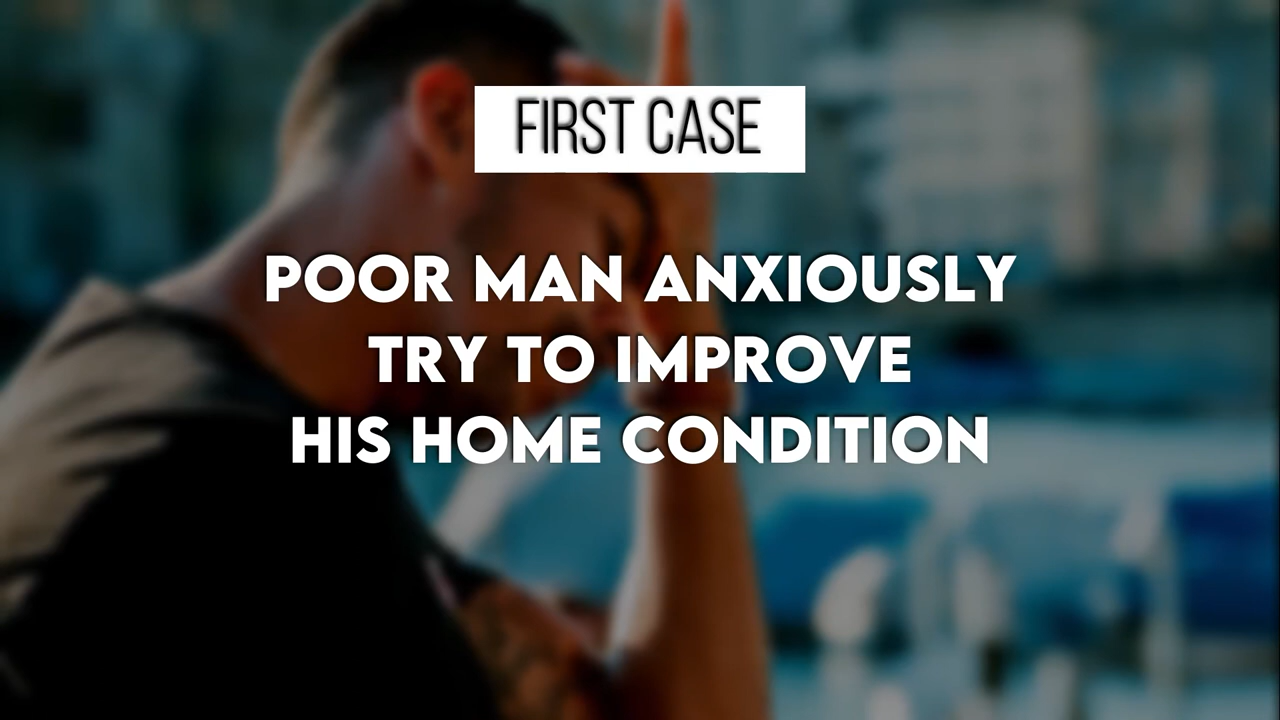 FIRST CASE
POOR MAN ANXIOUSLY
TRY TO IMPROVE
HIS HOME CONDITION